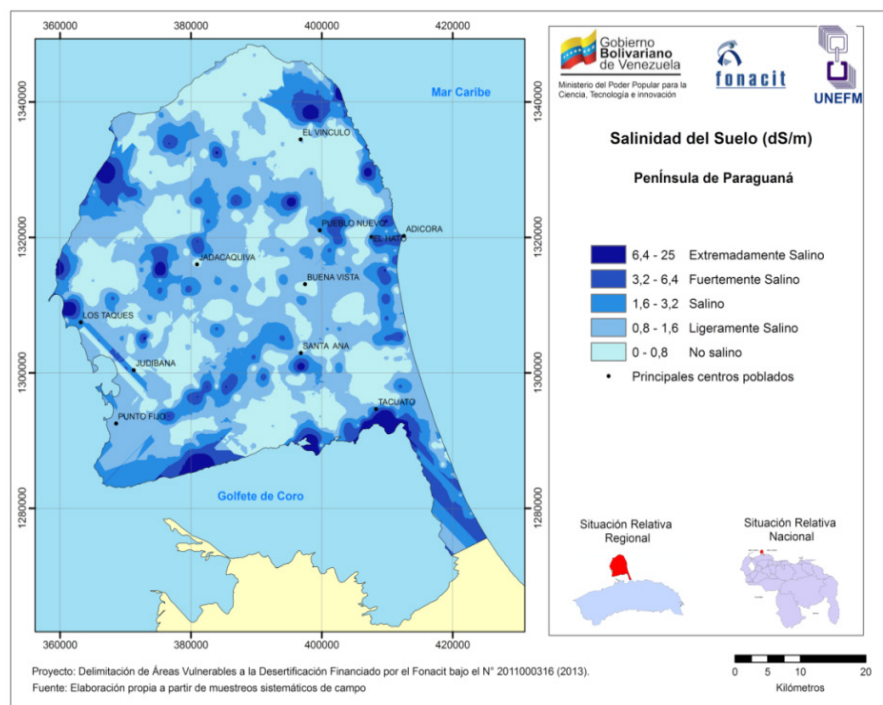 360000
380000
400000
420000
1340000
1320000
1300000
1280000
Mar Caribe
EL VINCULO
PUEBLO NUEVO
ADICORA
EL HATO
JADACAQUIVA
BUENA VISTA
LOS TAQUES
SANTA ANA
JUDIBANA
TACUATO
PUNTO FIJO
Golfete de Coro
1340000
1320000
1300000
1280000
360000
380000
400000
420000
Gobierno
Bolivariano
de Venezuela
Ministerio del Poder Popular para la
Ciencia, Tecnología e innovación
fonacit
UNEFM
Salinidad del Suelo (dS/m)
PenÍnsula de Paraguaná
6,4 - 25 Extremadamente Salino
3,2 - 6,4 Fuertemente Salino
1,6 - 3,2 Salino
0,8 - 1,6 Ligeramente Salino
0 - 0,8 No salino
Principales centros poblados
Situación Relativa
Regional
Situación Relativa
Nacional
Proyecto: Delimitación de Áreas Vulnerables a la Desertificación Financiado por el Fonacit bajo el N° 2011000316 (2013).
Fuente: Elaboración propia a partir de muestreos sistemáticos de campo
0 5 10 20
Kilómetros